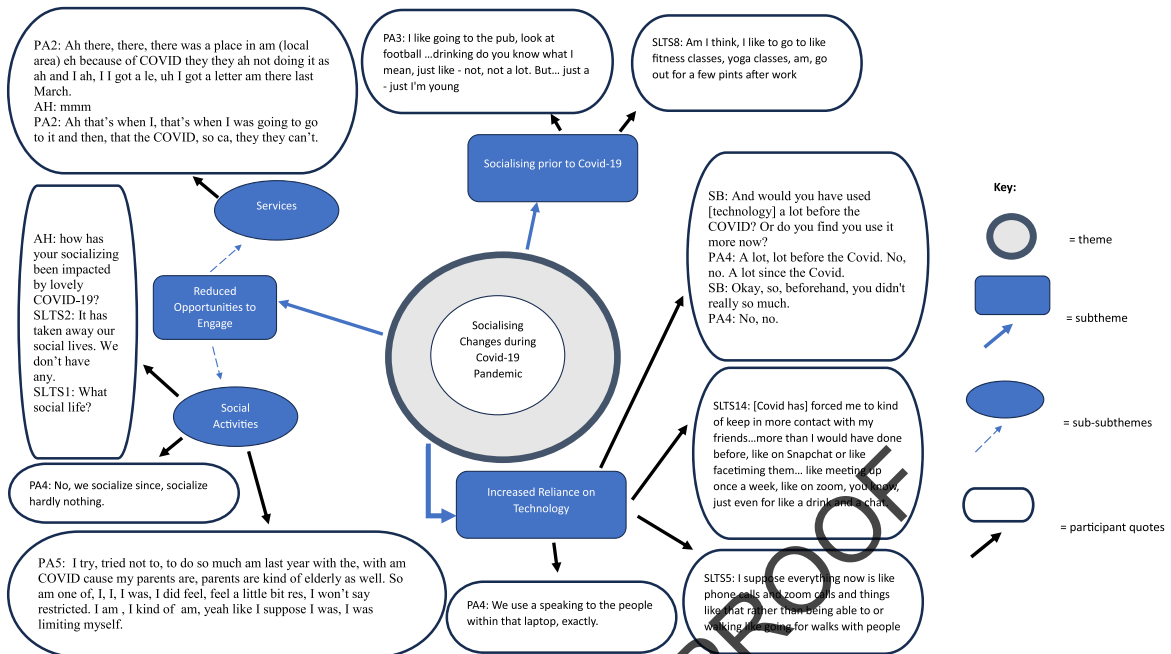 PA2: Ah there, there, there was a place in am (local
area) eh because of COVID they they ah not doing it as
ah and I ah, I I got a le, uh I got a letter am there last
March.
AH: mmm
PA2: Ah that's when I, that's when I was going to go
to it and then, that the COVID, so ca, they they can't.
PA3: I like going to the pub, look at
football …drinking do you know what I
mean, just like - not, not a lot. But… just a
- just I'm young
SLTS8: Am I think, I like to go to like
fitness classes, yoga classes, am, go
out for a few pints after work
Socialising prior to Covid-19
Services
AH: how has
your socializing
been impacted
by lovely
COVID-19?
SLTS2: It has
taken away our
social lives. We
don't have
any.
SLTS1: What
social life?
Reduced
Opportunities to
Engage
Socialising
Changes during
Covid-19
Pandemic
SB: And would you have used
[technology] a lot before the
COVID? Or do you find you use it
more now?
PA4: A lot, lot before the Covid. No,
no. A lot since the Covid.
SB: Okay, so, beforehand, you didn't
really so much.
PA4: No, no.
Key:
= theme
= subtheme
= sub-subthemes
= participant quotes
Social
Activities
SLTS14: [Covid has] forced me to kind
of keep in more contact with my
friends…more than I would have done
before, like on Snapchat or like
facetiming them… like meeting up
once a week, like on zoom, you know,
just even for like a drink and a chat.
PA4: No, we socialize since, socialize
hardly nothing.
Increased Reliance on
Technology
PA5:  I try, tried not to, to do so much am last year with the, with am
COVID cause my parents are, parents are kind of elderly as well. So
am one of, I, I, I was, I did feel, feel a little bit res, I won't say
restricted. I am , I kind of  am, yeah like I suppose I was, I was
limiting myself.
PA4: We use a speaking to the people
within that laptop, exactly.
SLTS5: I suppose everything now is like
phone calls and zoom calls and things
like that rather than being able to or
walking like going for walks with people
PROOF